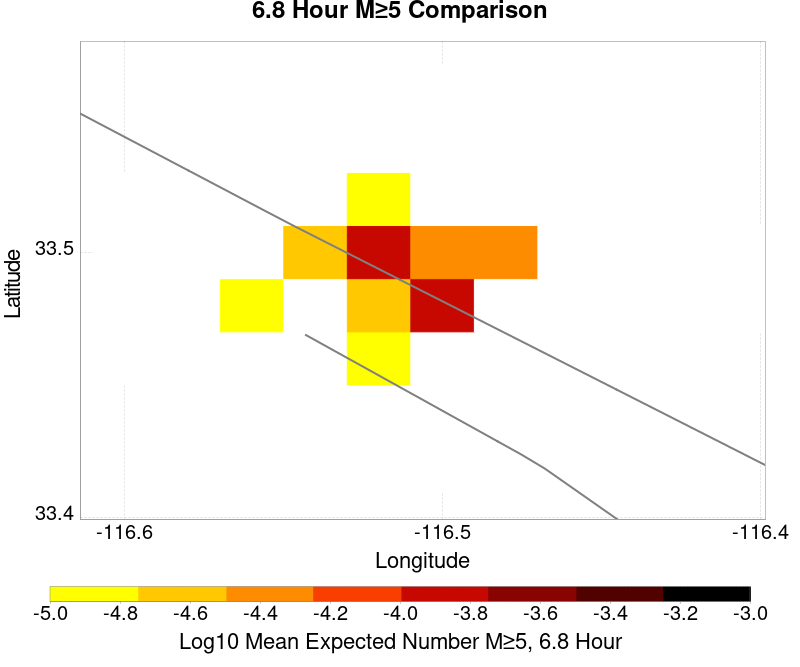 6.8 Hour M≥5 Comparison
Latitude
33.5
33.4
-116.6 -116.5 -116.4
Longitude
-5.0 -4.8 -4.6 -4.4 -4.2 -4.0 -3.8 -3.6 -3.4 -3.2 -3.0
Log10 Mean Expected Number M≥5, 6.8 Hour